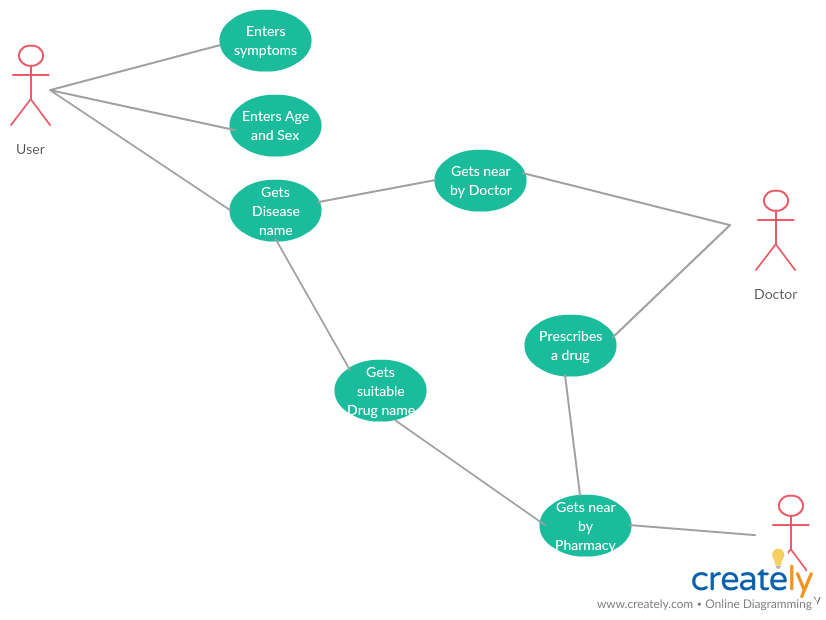 Enters
symptoms
User
Enters Age
and Sex
Gets near
by Doctor
Gets
Disease
name
Doctor
Prescribes
a drug
Gets
suitable
Drug name
Gets near
by
Pharmacy
creately
www.creately.com • Online Diagramming
y